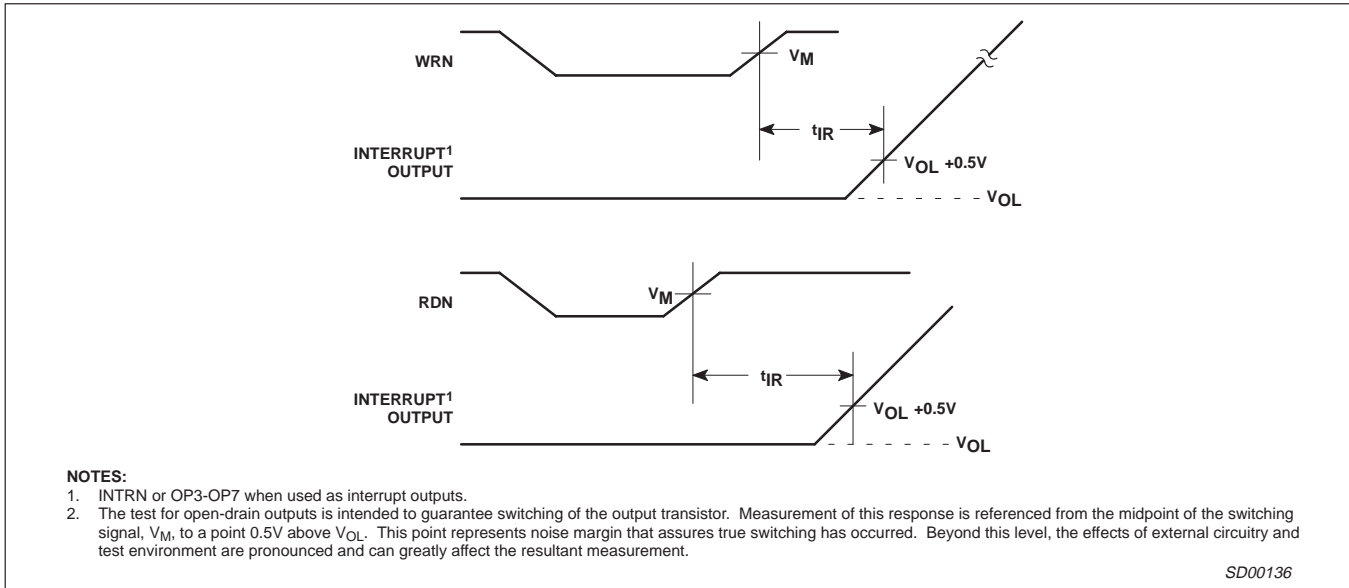 WRN
VM
tIR
INTERRUPT1
OUTPUT
VOL +0.5V
VOL
RDN
VM
tIR
INTERRUPT1
OUTPUT
VOL +0.5V
VOL
NOTES:
1. INTRN or OP3-OP7 when used as interrupt outputs.
2. The test for open-drain outputs is intended to guarantee switching of the output transistor. Measurement of this response is referenced from the midpoint of the switching
signal, VM, to a point 0.5V above VOL. This point represents noise margin that assures true switching has occurred. Beyond this level, the effects of external circuitry and
test environment are pronounced and can greatly affect the resultant measurement.
SD00136